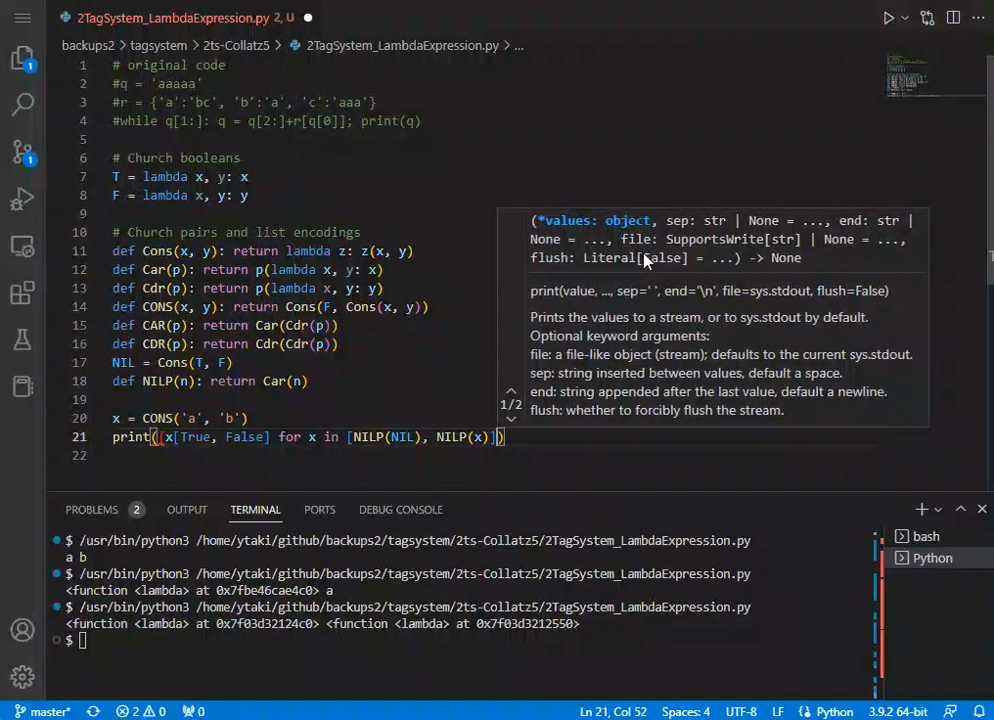 2TagSystem_LambdaExpression.py 2, U
backups2 > tagsystem > 2ts-Collatz5 > 2TagSystem_LambdaExpression.py > ...
1 # original code
2 #q = 'aaaaa'
3 #r = {'a':'bc', 'b':'a', 'c':'aaa'}
4 #while q[1:]: q = q[2:]+r[q[0]]; print(q)
5
6 # Church booleans
7 T = lambda x, y: x
8 F = lambda x, y: y
9
10 # Church pairs and list encodings
11 def Cons(x, y): return lambda z: z(x, y)
12 def Car(p): return p(lambda x, y: x)
13 def Cdr(p): return p(lambda x, y: y)
14 def CONS(x, y): return Cons(F, Cons(x, y))
15 def CAR(p): return Car(Cdr(p))
16 def CDR(p): return Cdr(Cdr(p))
17 NIL = Cons(T, F)
18 def NILP(n): return Car(n)
19
20 x = CONS('a', 'b')
21 print([x[True, False] for x in [NILP(NIL), NILP(x)]])
22
(*values: object, sep: str | None = ..., end: str |
None = ..., file: SupportsWrite[str] | None = ...,
flush: Literal[False] = ...) -> None
print(value, ..., sep=' ', end='\n', file=sys.stdout, flush=False)
Prints the values to a stream, or to sys.stdout by default.
Optional keyword arguments:
file: a file-like object (stream); defaults to the current sys.stdout.
sep: string inserted between values, default a space.
1/2
end: string appended after the last value, default a newline.
flush: whether to forcibly flush the stream.
PROBLEMS 2 OUTPUT TERMINAL PORTS DEBUG CONSOLE
$ /usr/bin/python3 /home/ytaki/github/backups2/tagsystem/2ts-Collatz5/2TagSystem_LambdaExpression.py
a b
$ /usr/bin/python3 /home/ytaki/github/backups2/tagsystem/2ts-Collatz5/2TagSystem_LambdaExpression.py
<function <lambda> at 0x7fbe46cae4c0> a
$ /usr/bin/python3 /home/ytaki/github/backups2/tagsystem/2ts-Collatz5/2TagSystem_LambdaExpression.py
<function <lambda> at 0x7f03d32124c0> <function <lambda> at 0x7f03d3212550>
$
bash
Python
1
1
master* 2 0 0 Ln 21, Col 52 Spaces: 4 UTF-8 LF Python 3.9.2 64-bit